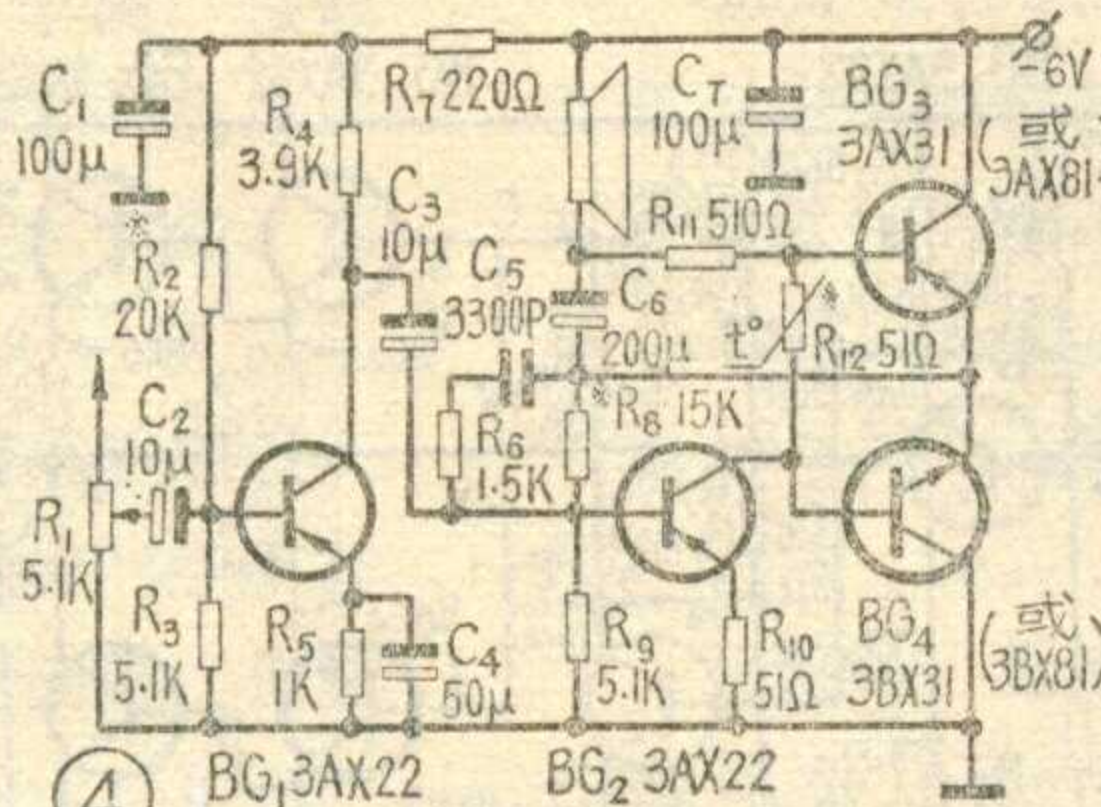 C1
100μ
R4
3.9K
R7 220Ω
C7
100μ
BG3
3AX31
(或
3AX81
-6V
*
R2
20K
C3
10μ
C5
3300P
R11 510Ω
C6
200μ
t°
*
R12 51Ω
C2
10μ
R6
1.5K
*R8 15K
R1
5.1K
R3
5.1K
R5
1K
C4
50μ
R9
5.1K
R10
51Ω
BG4
3BX31
(或
3BX81)
BG1 3AX22
BG2 3AX22
4